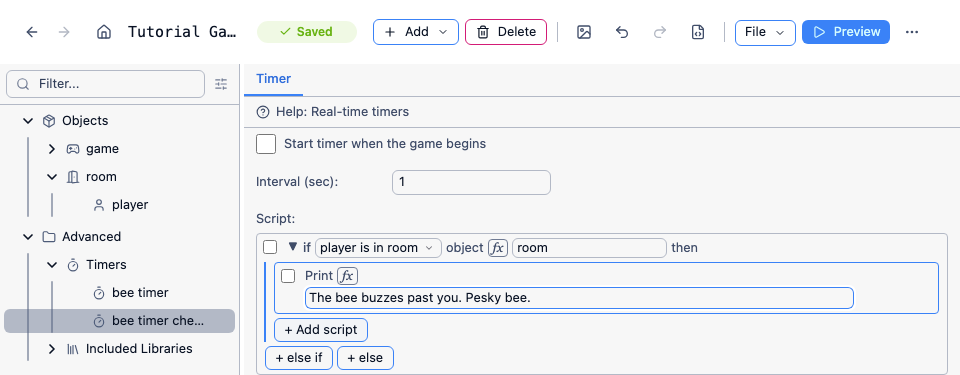 Tutorial Ga...
Saved
Add
Delete
File
Preview
Filter...
Objects
game
room
player
Advanced
Timers
bee timer
bee timer che...
Included Libraries
Timer
Help: Real-time timers
Start timer when the game begins
Interval (sec): 1
Script:
if player is in room object fx room then
Print fx
The bee buzzes past you. Pesky bee.
+ Add script
+ else if + else